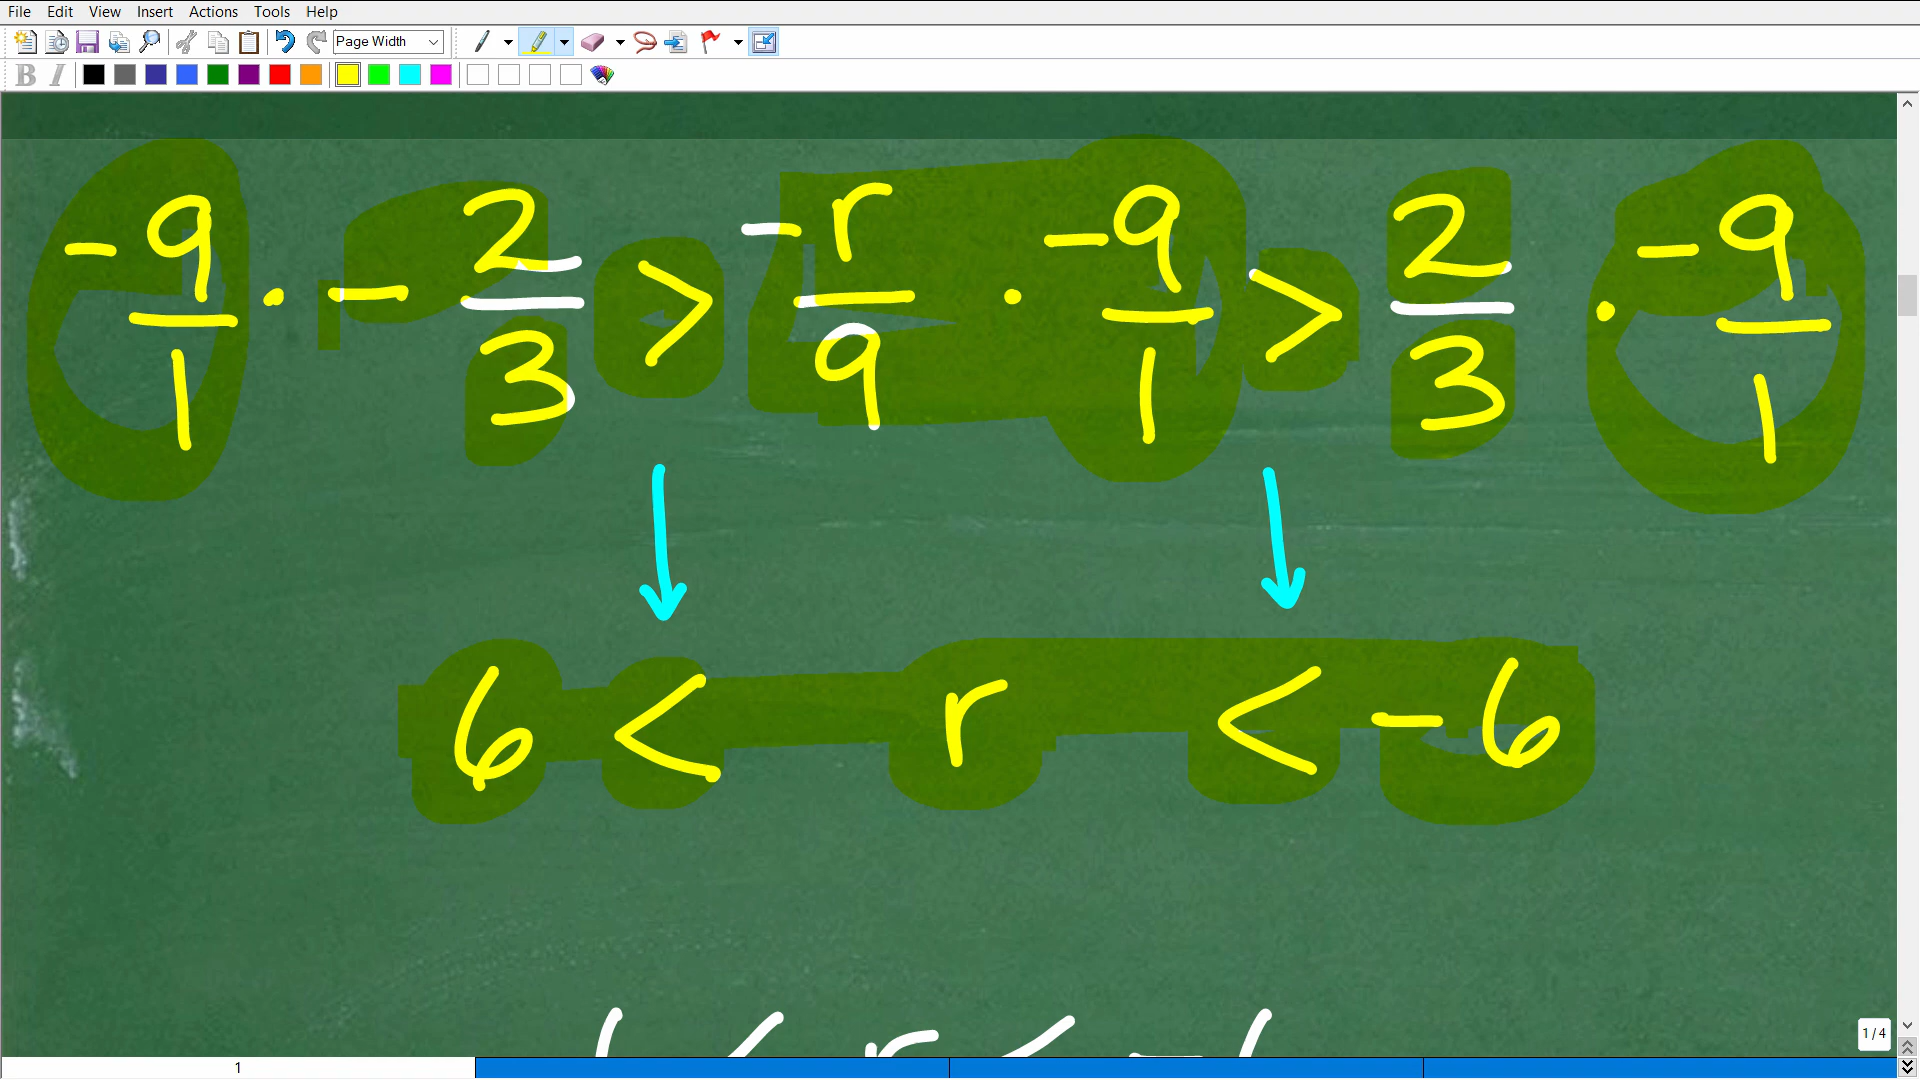 File Edit View Insert Actions Tools Help
Page Width
B I
-9/1 · -2/3 > -r/9 · -9/1 > 2/3 · -9/1
6 < r < -6
1 / 4
1